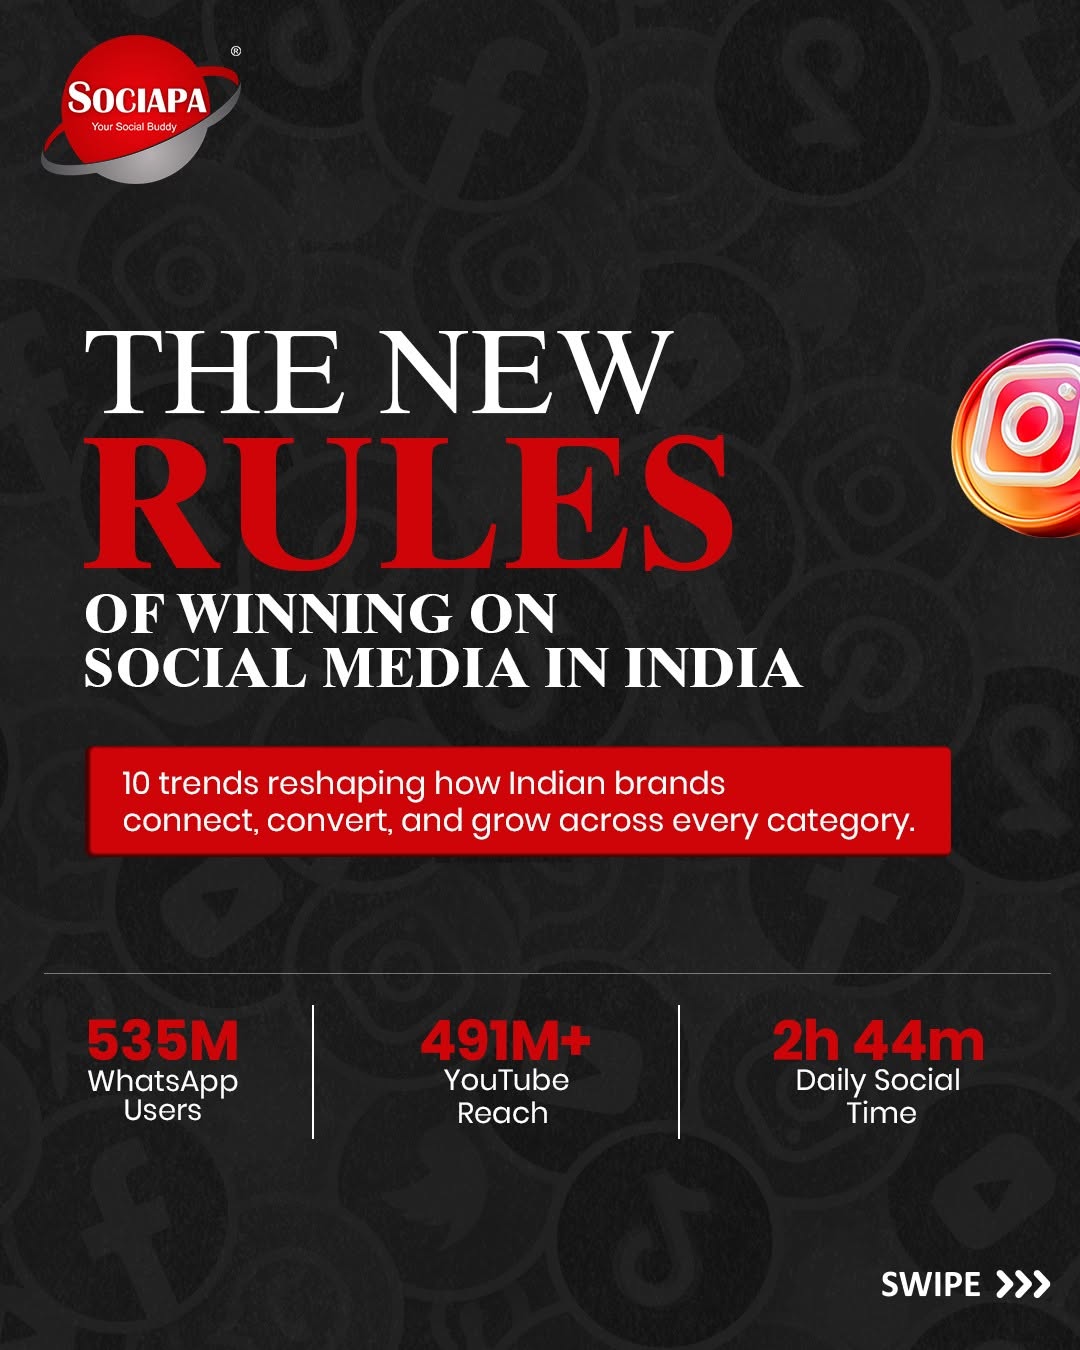 SOCIAPA
®
Your Social Buddy
THE NEW
RULES
OF WINNING ON
SOCIAL MEDIA IN INDIA
10 trends reshaping how Indian brands
connect, convert, and grow across every category.
535M
WhatsApp
Users
491M+
YouTube
Reach
2h 44m
Daily Social
Time
SWIPE